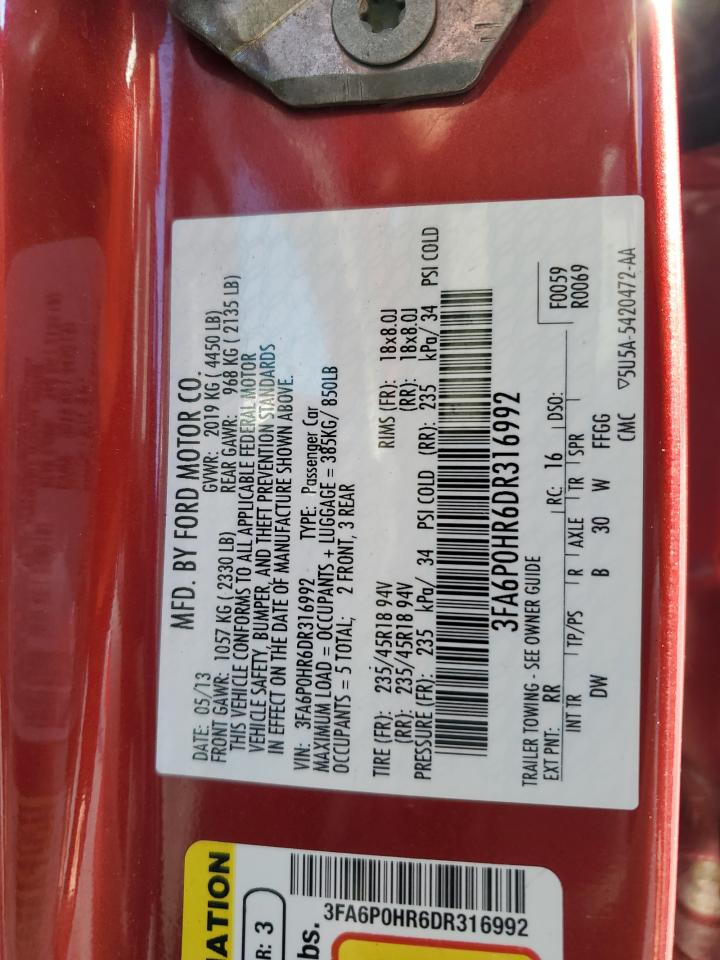 MFD. BY FORD MOTOR CO.
DATE: 05/13 GVWR: 2019 KG ( 4450 LB)
FRONT GAWR: 1057 KG ( 2330 LB) REAR GAWR: 968 KG ( 2135 LB)
THIS VEHICLE CONFORMS TO ALL APPLICABLE FEDERAL MOTOR
VEHICLE SAFETY, BUMPER, AND THEFT PREVENTION STANDARDS
IN EFFECT ON THE DATE OF MANUFACTURE SHOWN ABOVE.
VIN: 3FA6P0HR6DR316992 TYPE: Passenger Car
MAXIMUM LOAD = OCCUPANTS + LUGGAGE = 385KG/ 850LB
OCCUPANTS = 5 TOTAL; 2 FRONT, 3 REAR
TIRE (FR): 235/45R18 94V RIMS (FR): 18x8.0J
(RR): 235/45R18 94V (RR): 18x8.0J
PRESSURE (FR): 235 kPa/ 34 PSI COLD (RR): 235 kPa/ 34 PSI COLD
3FA6P0HR6DR316992
TRAILER TOWING - SEE OWNER GUIDE
F0059
R0069
EXT PNT: RR RC: 16 DSO:
INT TR TP/PS R AXLE TR SPR
DW B 30 W FFGG
CMC ▽5U5A-5420472-AA
R: 3
bs.
3FA6P0HR6DR316992